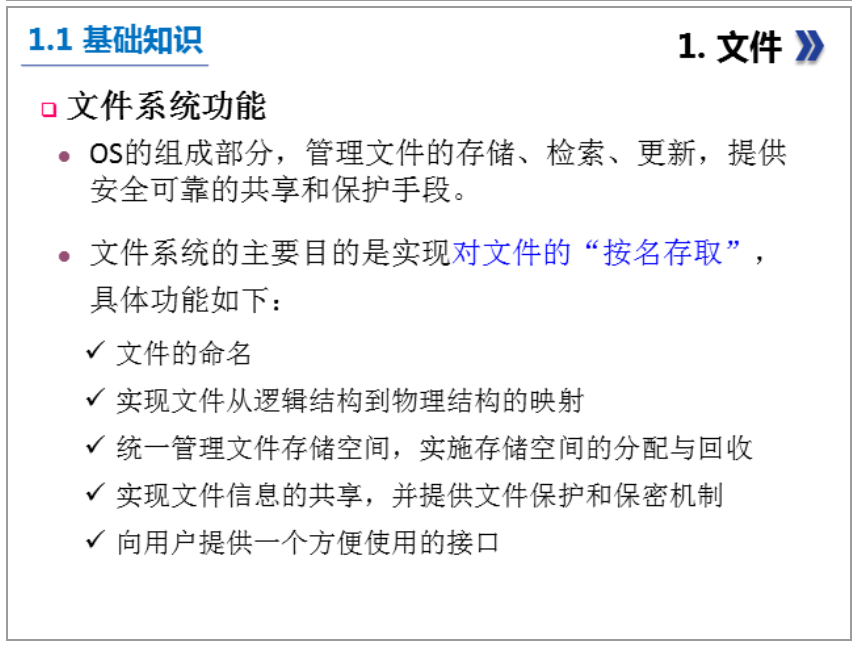 1.1 基础知识
1. 文件
文件系统功能
OS的组成部分，管理文件的存储、检索、更新，提供
安全可靠的共享和保护手段。
文件系统的主要目的是实现对文件的“按名存取”，
具体功能如下：
文件的命名
实现文件从逻辑结构到物理结构的映射
统一管理文件存储空间，实施存储空间的分配与回收
实现文件信息的共享，并提供文件保护和保密机制
向用户提供一个方便使用的接口